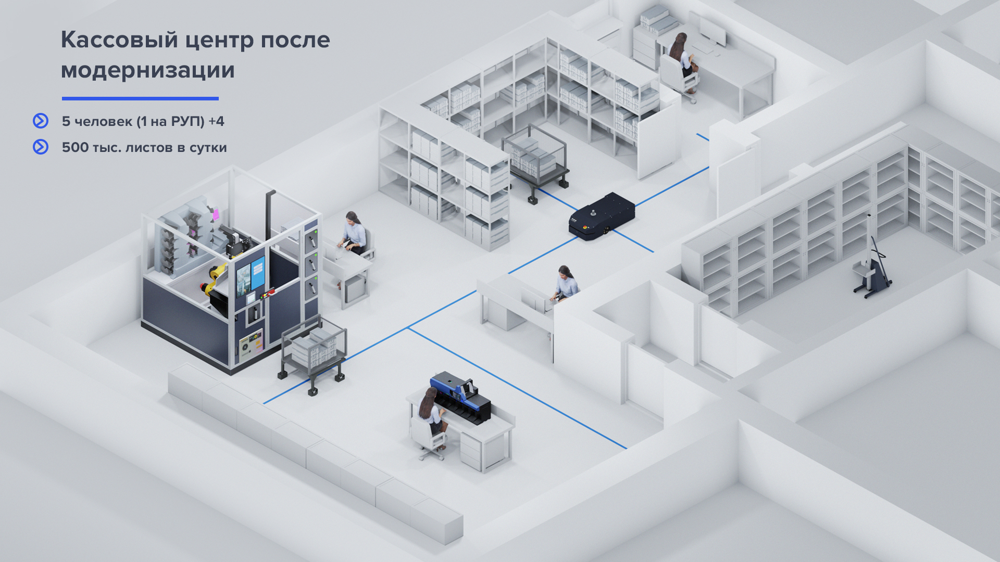 Кассовый центр после
модернизации
5 человек (1 на РУП) +4
500 тыс. листов в сутки